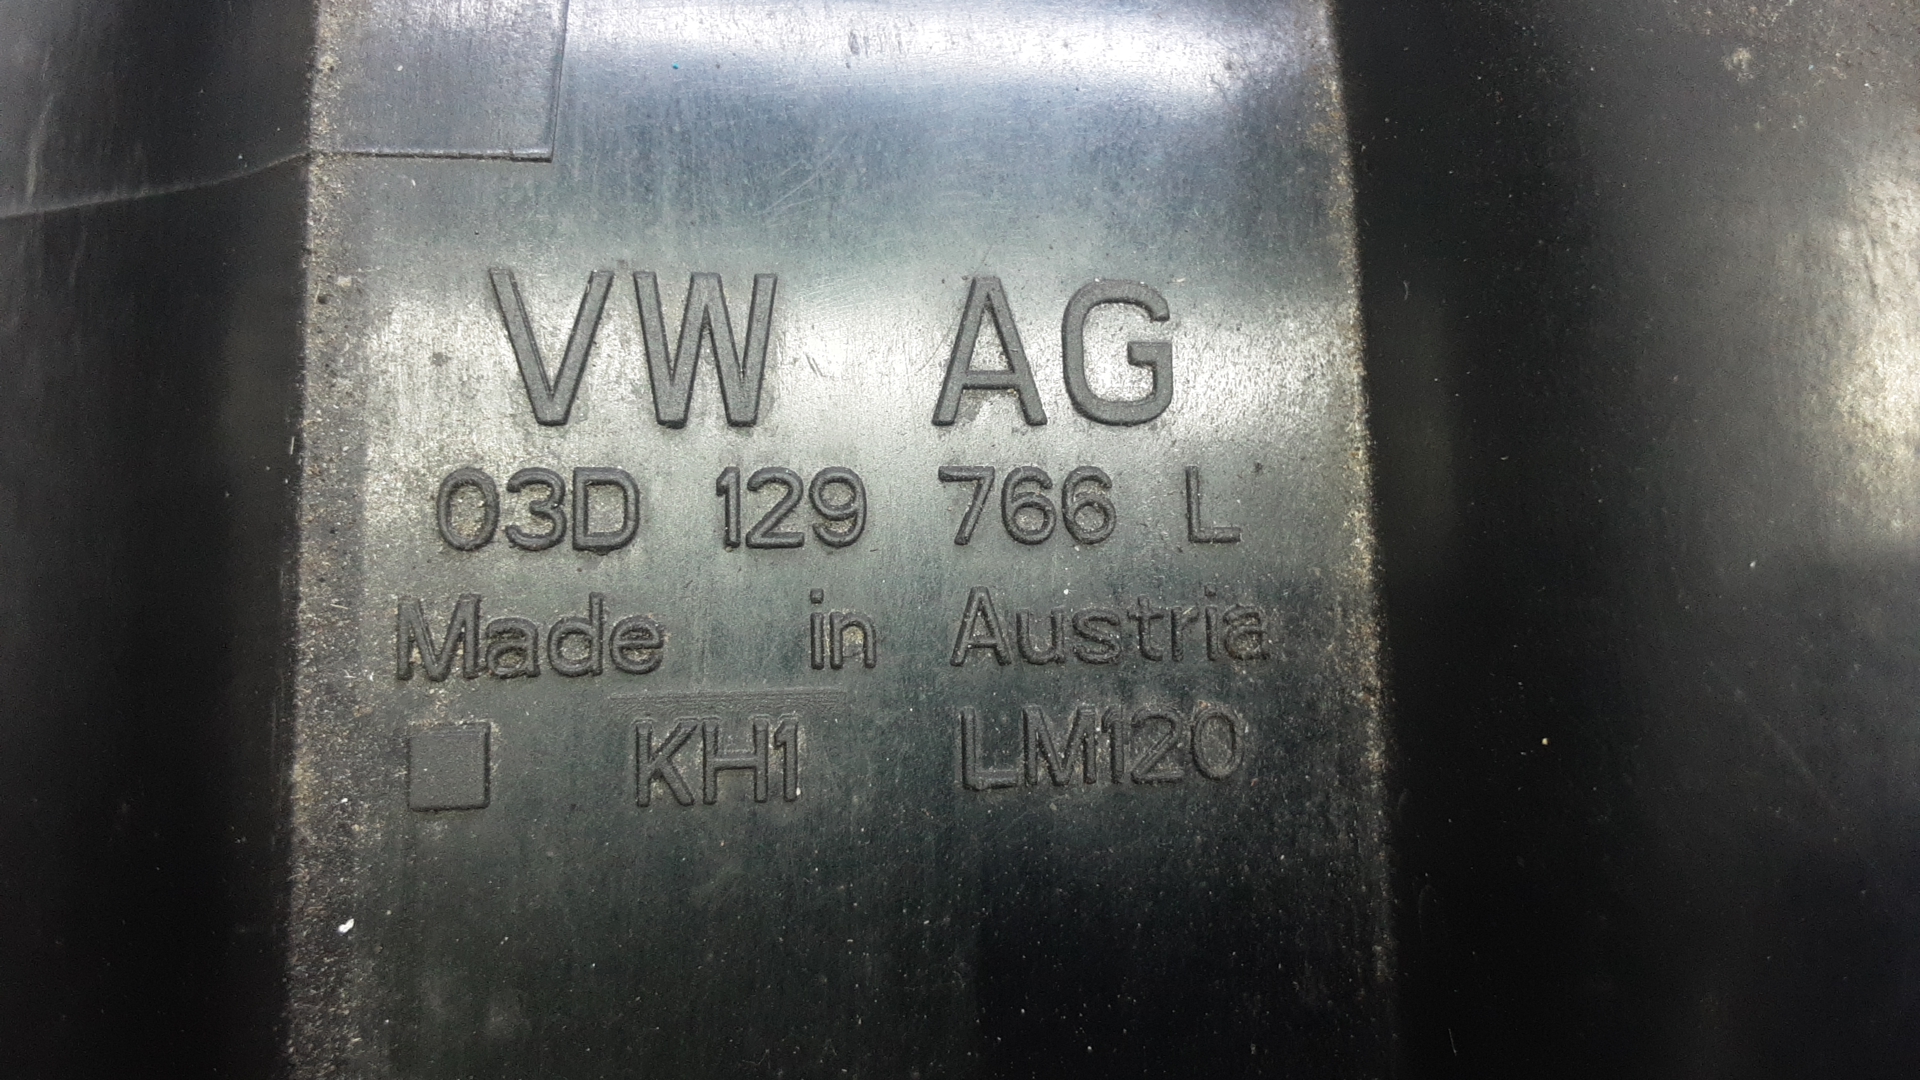 VW AG
03D 129 766 L
Made in Austria
KH1 LM120